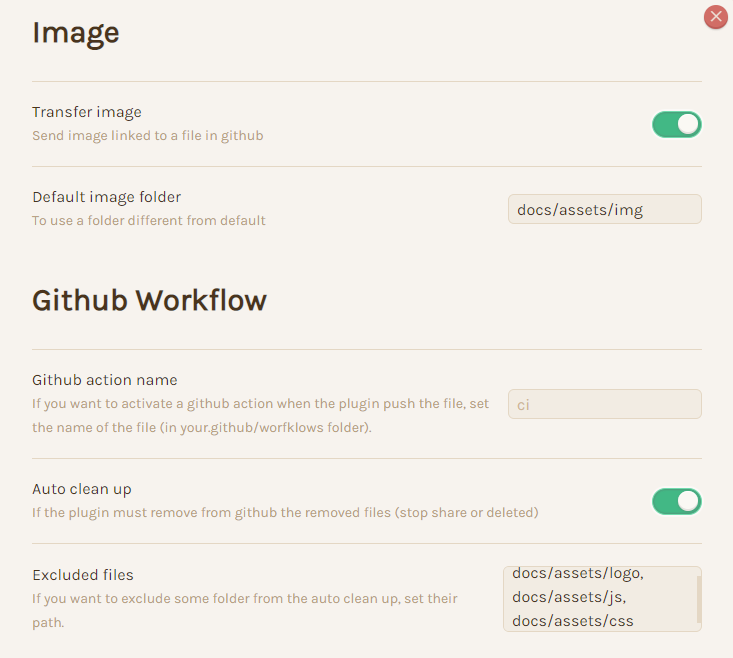 Image
Transfer image
Send image linked to a file in github
Default image folder
To use a folder different from default
docs/assets/img
Github Workflow
Github action name
If you want to activate a github action when the plugin push the file, set
the name of the file (in your.github/worfklows folder).
ci
Auto clean up
If the plugin must remove from github the removed files (stop share or deleted)
Excluded files
If you want to exclude some folder from the auto clean up, set their
path.
docs/assets/logo,
docs/assets/js,
docs/assets/css